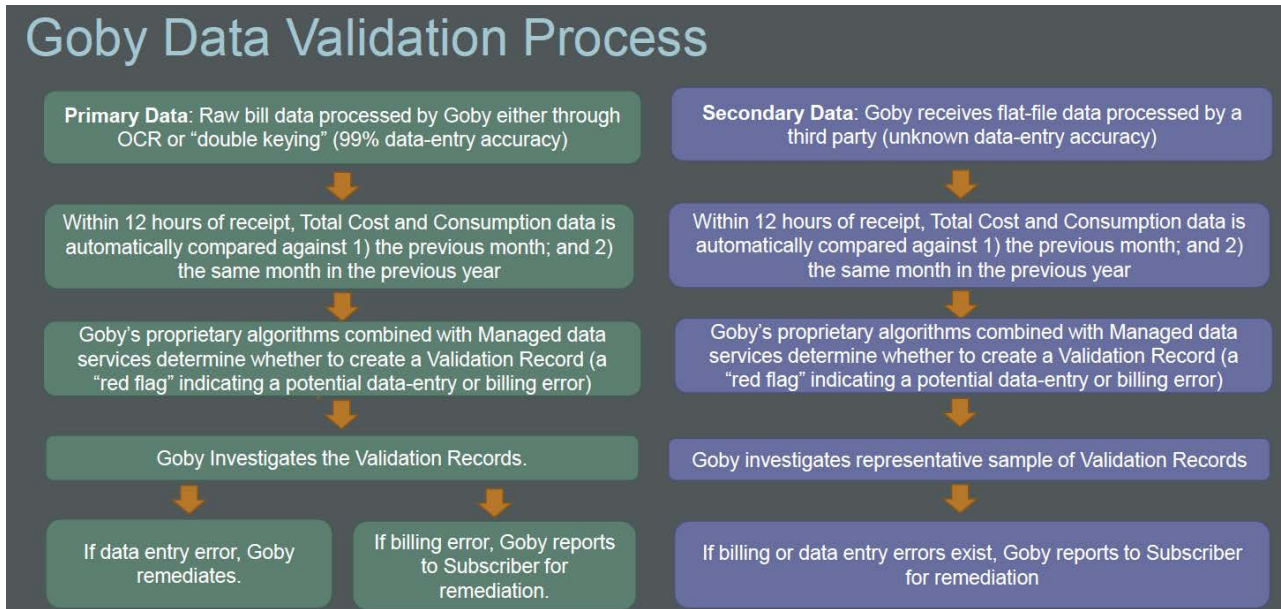 Goby Data Validation Process
Primary Data: Raw bill data processed by Goby either through
OCR or “double keying” (99% data-entry accuracy)
Within 12 hours of receipt, Total Cost and Consumption data is
automatically compared against 1) the previous month; and 2)
the same month in the previous year
Goby’s proprietary algorithms combined with Managed data
services determine whether to create a Validation Record (a
“red flag” indicating a potential data-entry or billing error)
Goby Investigates the Validation Records.
If data entry error, Goby
remediates.
If billing error, Goby reports
to Subscriber for
remediation.
Secondary Data: Goby receives flat-file data processed by a
third party (unknown data-entry accuracy)
Within 12 hours of receipt, Total Cost and Consumption data is
automatically compared against 1) the previous month; and 2)
the same month in the previous year
Goby’s proprietary algorithms combined with Managed data
services determine whether to create a Validation Record (a
“red flag” indicating a potential data-entry or billing error)
Goby investigates representative sample of Validation Records
If billing or data entry errors exist, Goby reports to Subscriber
for remediation